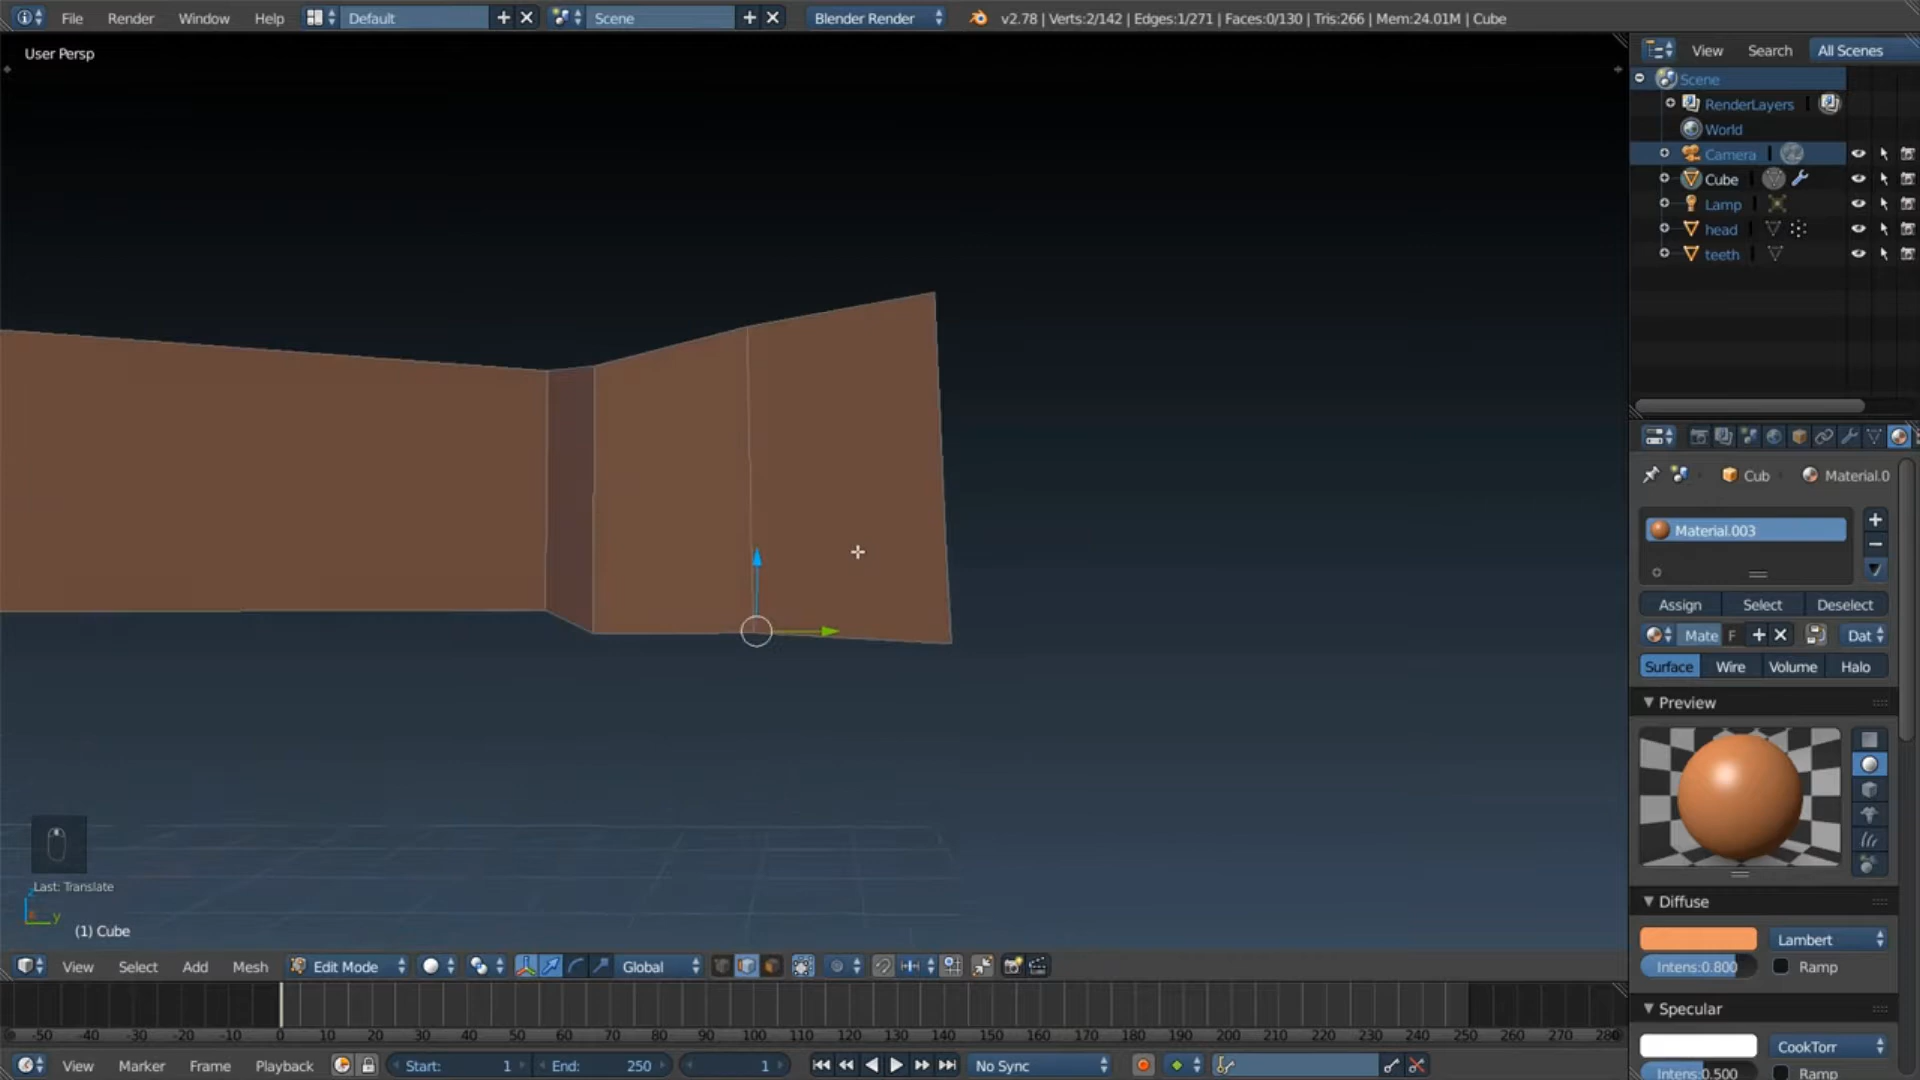 File Render Window Help Default Scene Blender Render v2.78 | Verts:2/142 | Edges:1/271 | Faces:0/130 | Tris:266 | Mem:24.01M | Cube
User Persp
View Search All Scenes
Scene
RenderLayers
World
Camera
Cube
Lamp
head
teeth
Cub Material.0
Material.003
Assign Select Deselect
Mate F Dat
Surface Wire Volume Halo
Preview
Diffuse
Lambert
Intens:0.800 Ramp
Specular
CookTorr
Intens:0.500 Ramp
Last: Translate
z
y
(1) Cube
View Select Add Mesh Edit Mode Global
-50 -40 -30 -20 -10 0 10 20 30 40 50 60 70 80 90 100 110 120 130 140 150 160 170 180 190 200 210 220 230 240 250 260 270 280
View Marker Frame Playback Start: 1 End: 250 1 No Sync